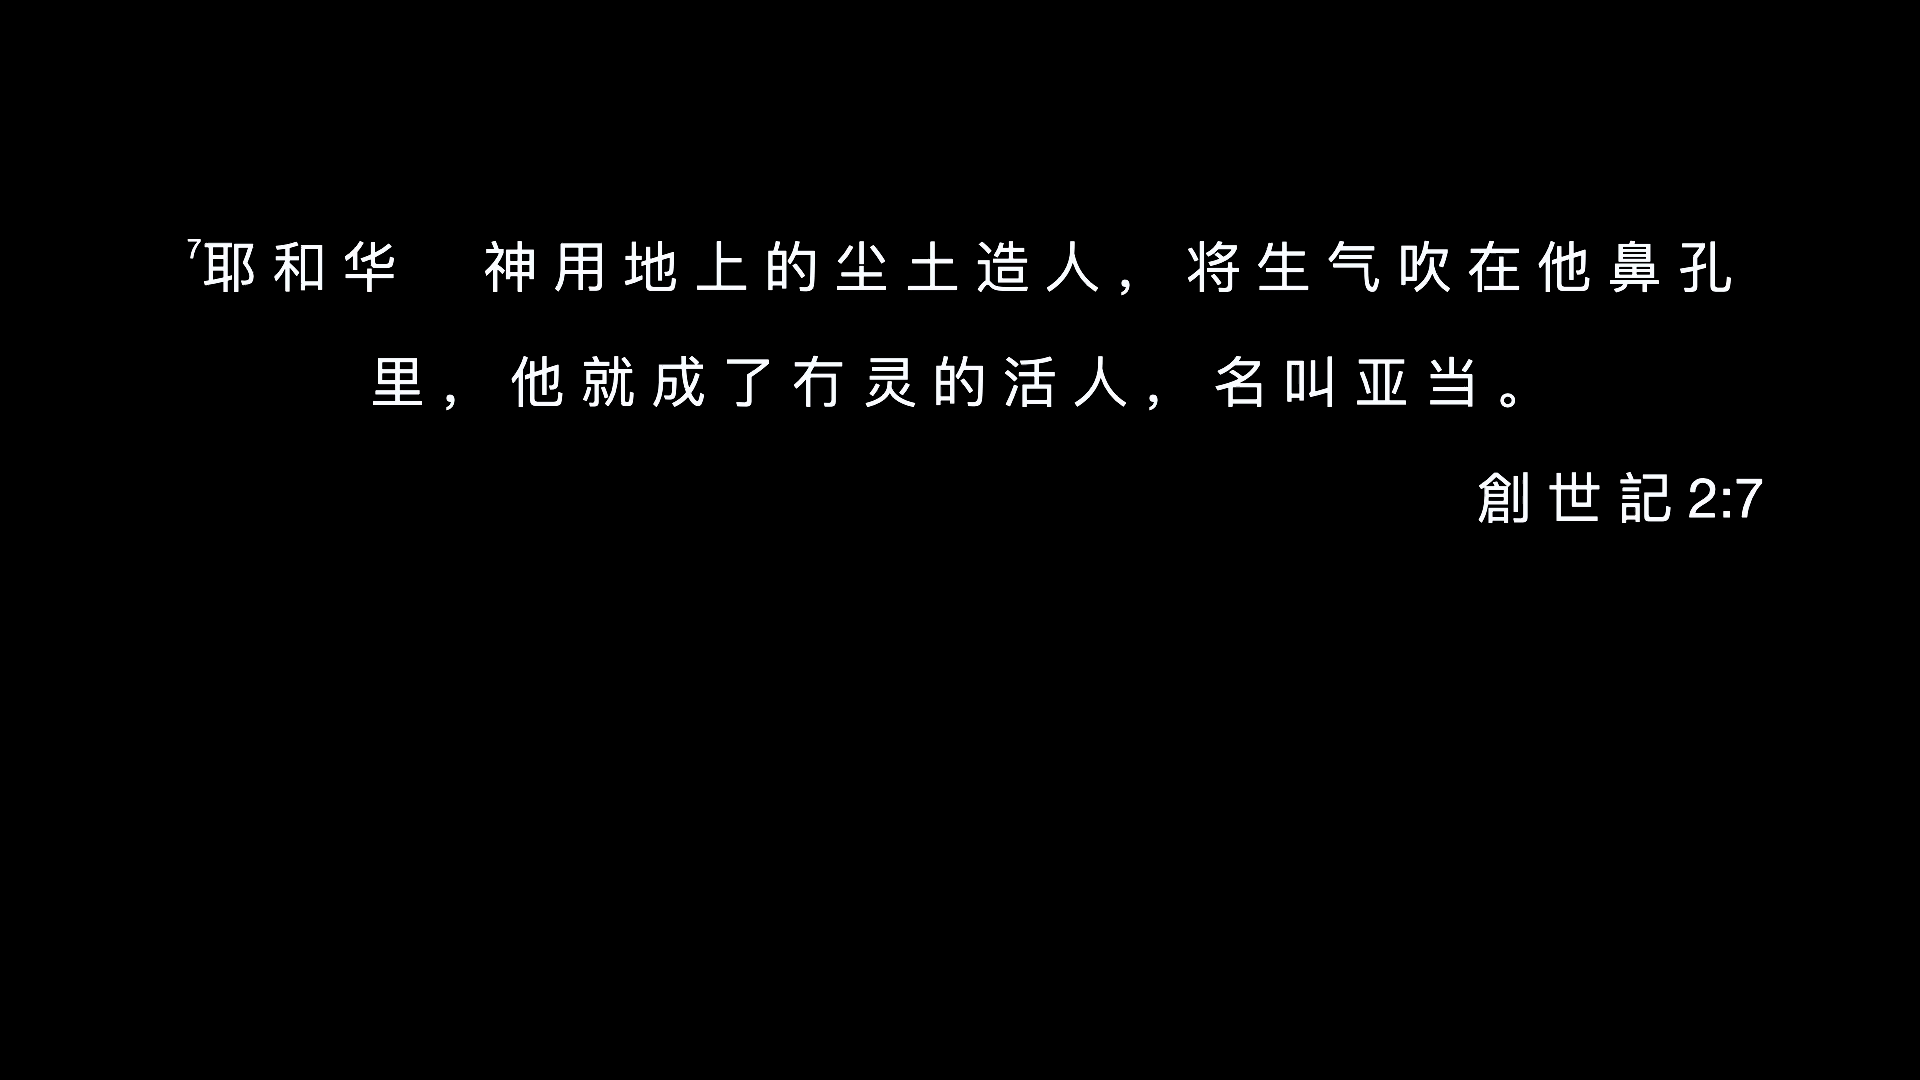 7耶和华　神用地上的尘土造人，将生气吹在他鼻孔
里，他就成了冇灵的活人，名叫亚当。
創世記2:7